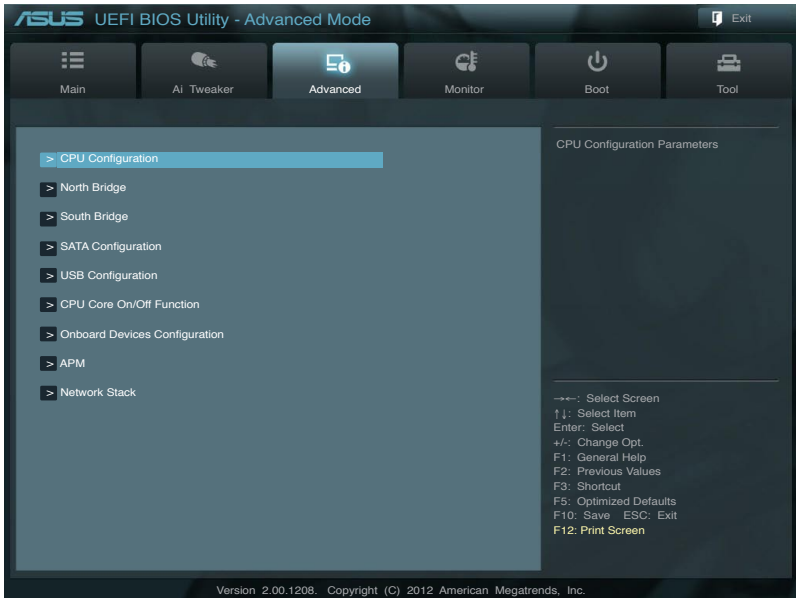 ASUS UEFI BIOS Utility - Advanced Mode
Exit
Main
Ai Tweaker
Advanced
Monitor
Boot
Tool
> CPU Configuration
> North Bridge
> South Bridge
> SATA Configuration
> USB Configuration
> CPU Core On/Off Function
> Onboard Devices Configuration
> APM
> Network Stack
CPU Configuration Parameters
→←: Select Screen
↑↓: Select Item
Enter: Select
+/-: Change Opt.
F1: General Help
F2: Previous Values
F3: Shortcut
F5: Optimized Defaults
F10: Save ESC: Exit
F12: Print Screen
Version 2.00.1208. Copyright (C) 2012 American Megatrends, Inc.